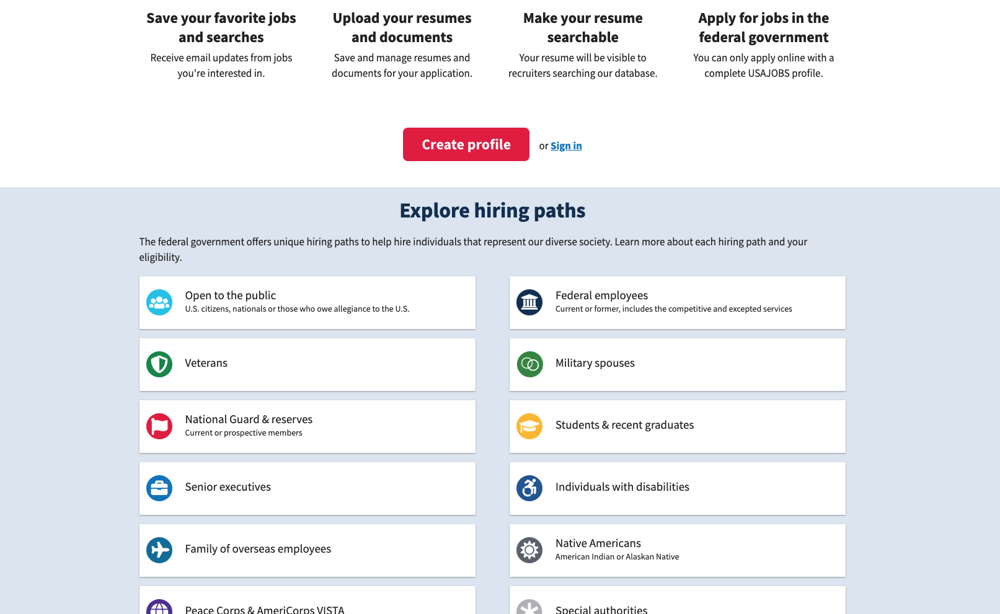 Save your favorite jobs
and searches
Receive email updates from jobs
you're interested in.
Upload your resumes
and documents
Save and manage resumes and
documents for your application.
Make your resume
searchable
Your resume will be visible to
recruiters searching our database.
Apply for jobs in the
federal government
You can only apply online with a
complete USAJOBS profile.
Create profile
or Sign in
Explore hiring paths
The federal government offers unique hiring paths to help hire individuals that represent our diverse society. Learn more about each hiring path and your
eligibility.
Open to the public
U.S. citizens, nationals or those who owe allegiance to the U.S.
Federal employees
Current or former, includes the competitive and excepted services
Veterans
Military spouses
National Guard & reserves
Current or prospective members
Students & recent graduates
Senior executives
Individuals with disabilities
Family of overseas employees
Native Americans
American Indian or Alaskan Native
Peace Corps & AmeriCorps VISTA
Special authorities